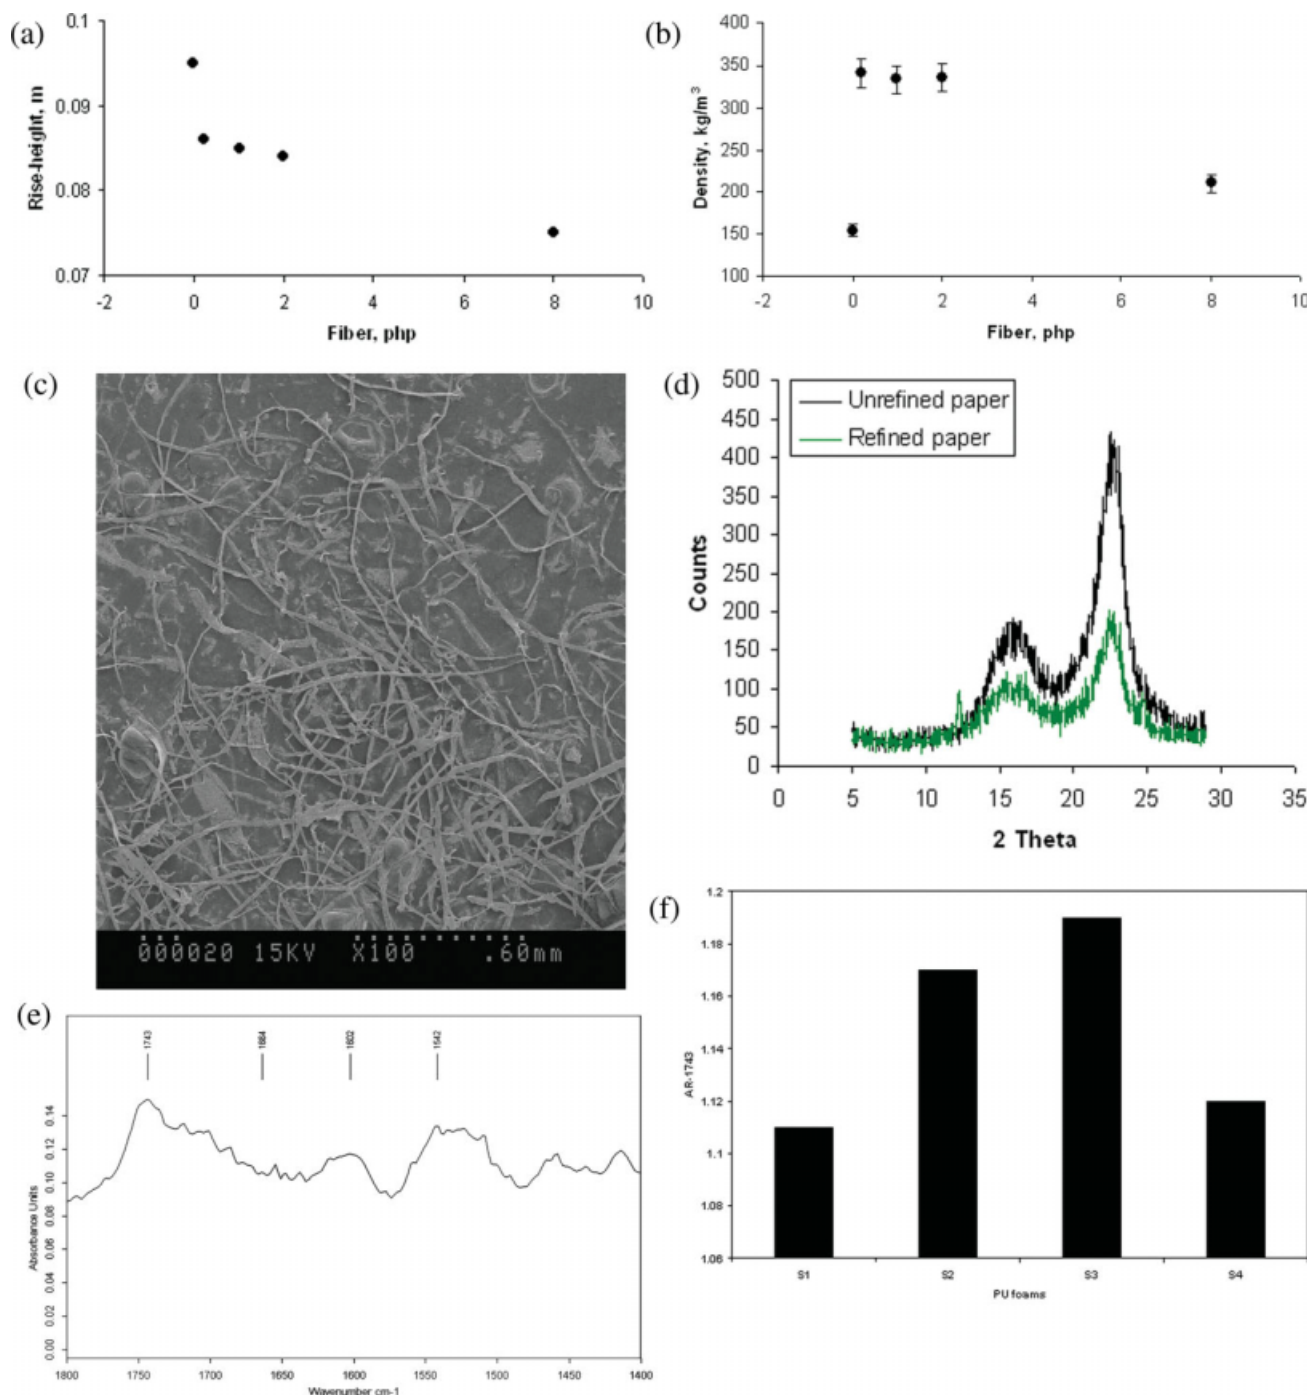 (a)
0.1
0.09
0.08
0.07
Rise-height, m
-2 0 2 4 6 8 10
Fiber, php
(b)
400
350
300
250
200
150
100
Density, kg/m³
-2 0 2 4 6 8 10
Fiber, php
(c)
000020 15KV X100 .60mm
(d)
500
450
400
350
300
250
200
150
100
50
0
Counts
Unrefined paper
Refined paper
0 5 10 15 20 25 30 35
2 Theta
(e)
1743
1664
1602
1542
0.14
0.12
0.10
0.08
0.06
0.04
0.02
0.00
Absorbance Units
1800 1750 1700 1650 1600 1550 1500 1450 1400
Wavenumber cm-1
(f)
1.2
1.18
1.16
1.14
1.12
1.1
1.08
1.06
AR-1743
S1 S2 S3 S4
PU foams